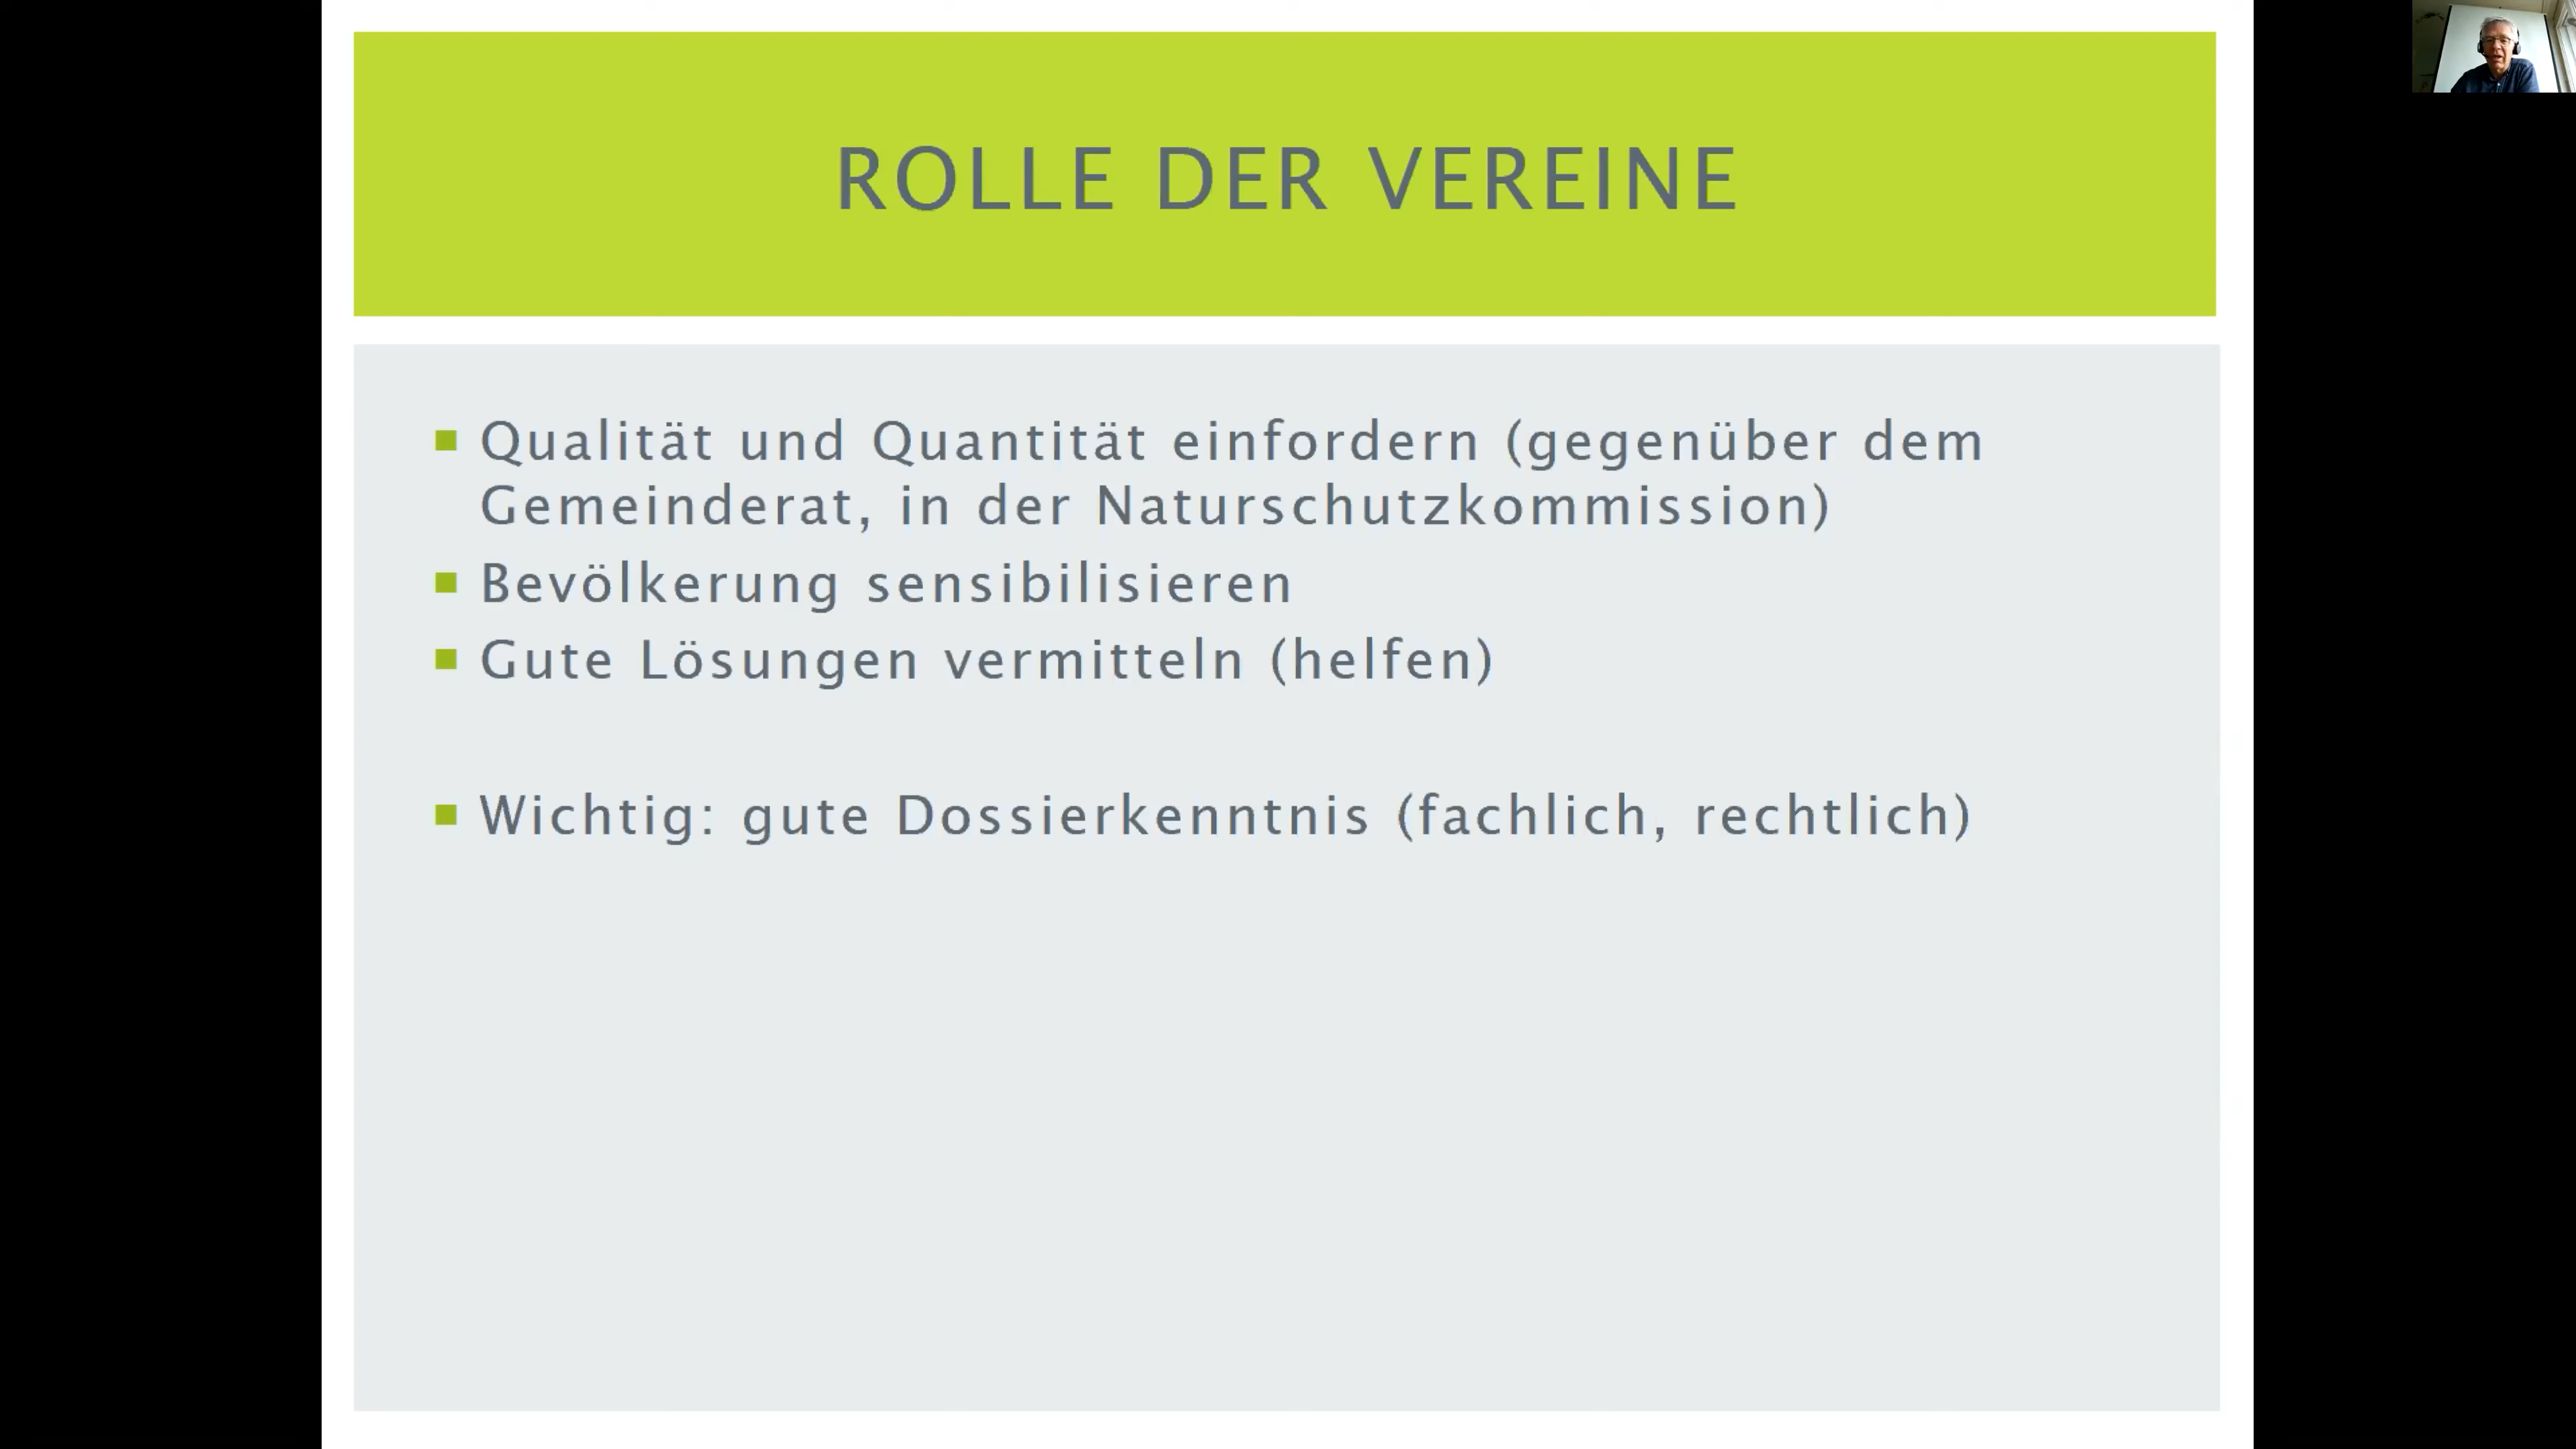 ROLLE DER VEREINE
Qualität und Quantität einfordern (gegenüber dem
Gemeinderat, in der Naturschutzkommission)
Bevölkerung sensibilisieren
Gute Lösungen vermitteln (helfen)
Wichtig: gute Dossierkenntnis (fachlich, rechtlich)